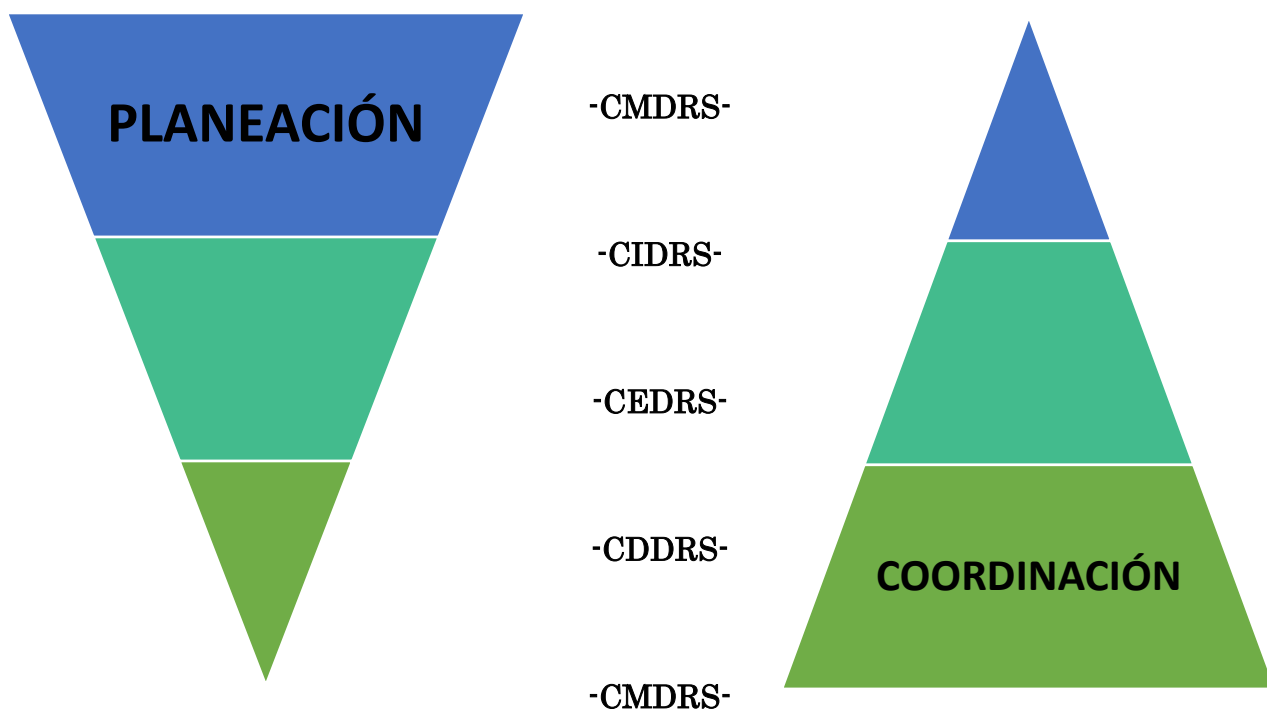 PLANEACIÓN
-CMDRS-
-CIDRS-
-CEDRS-
-CDDRS-
-CMDRS-
COORDINACIÓN